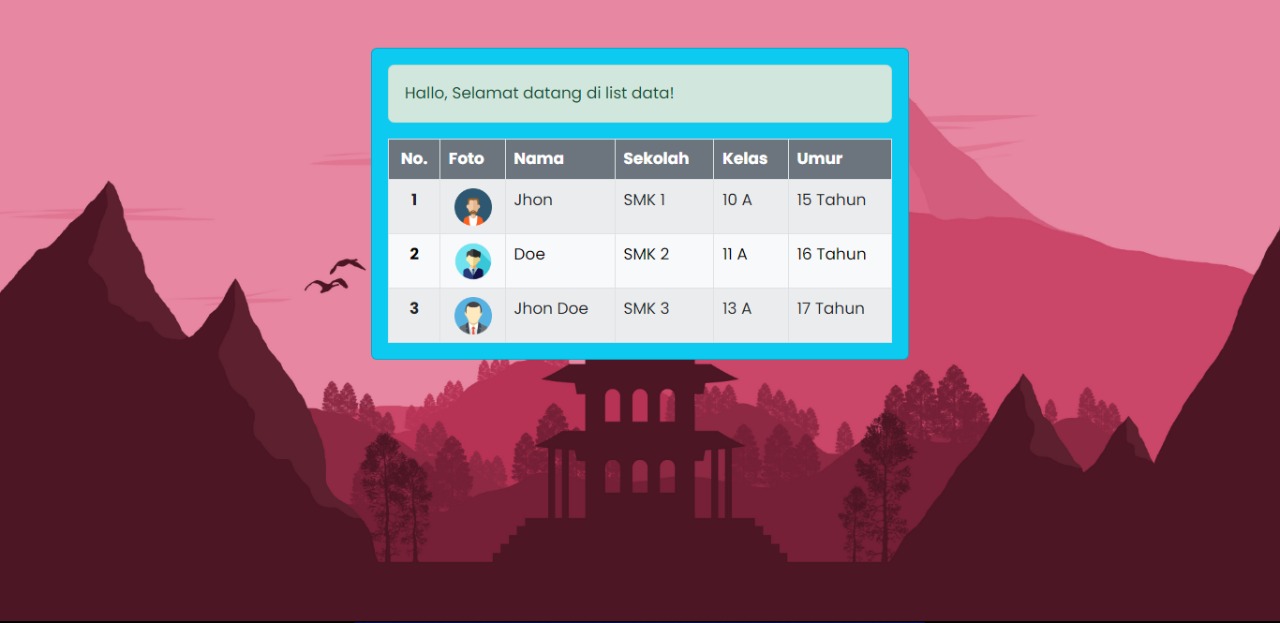 Hallo, Selamat datang di list data!
No. Foto Nama Sekolah Kelas Umur
1 Jhon SMK 1 10 A 15 Tahun
2 Doe SMK 2 11 A 16 Tahun
3 Jhon Doe SMK 3 13 A 17 Tahun